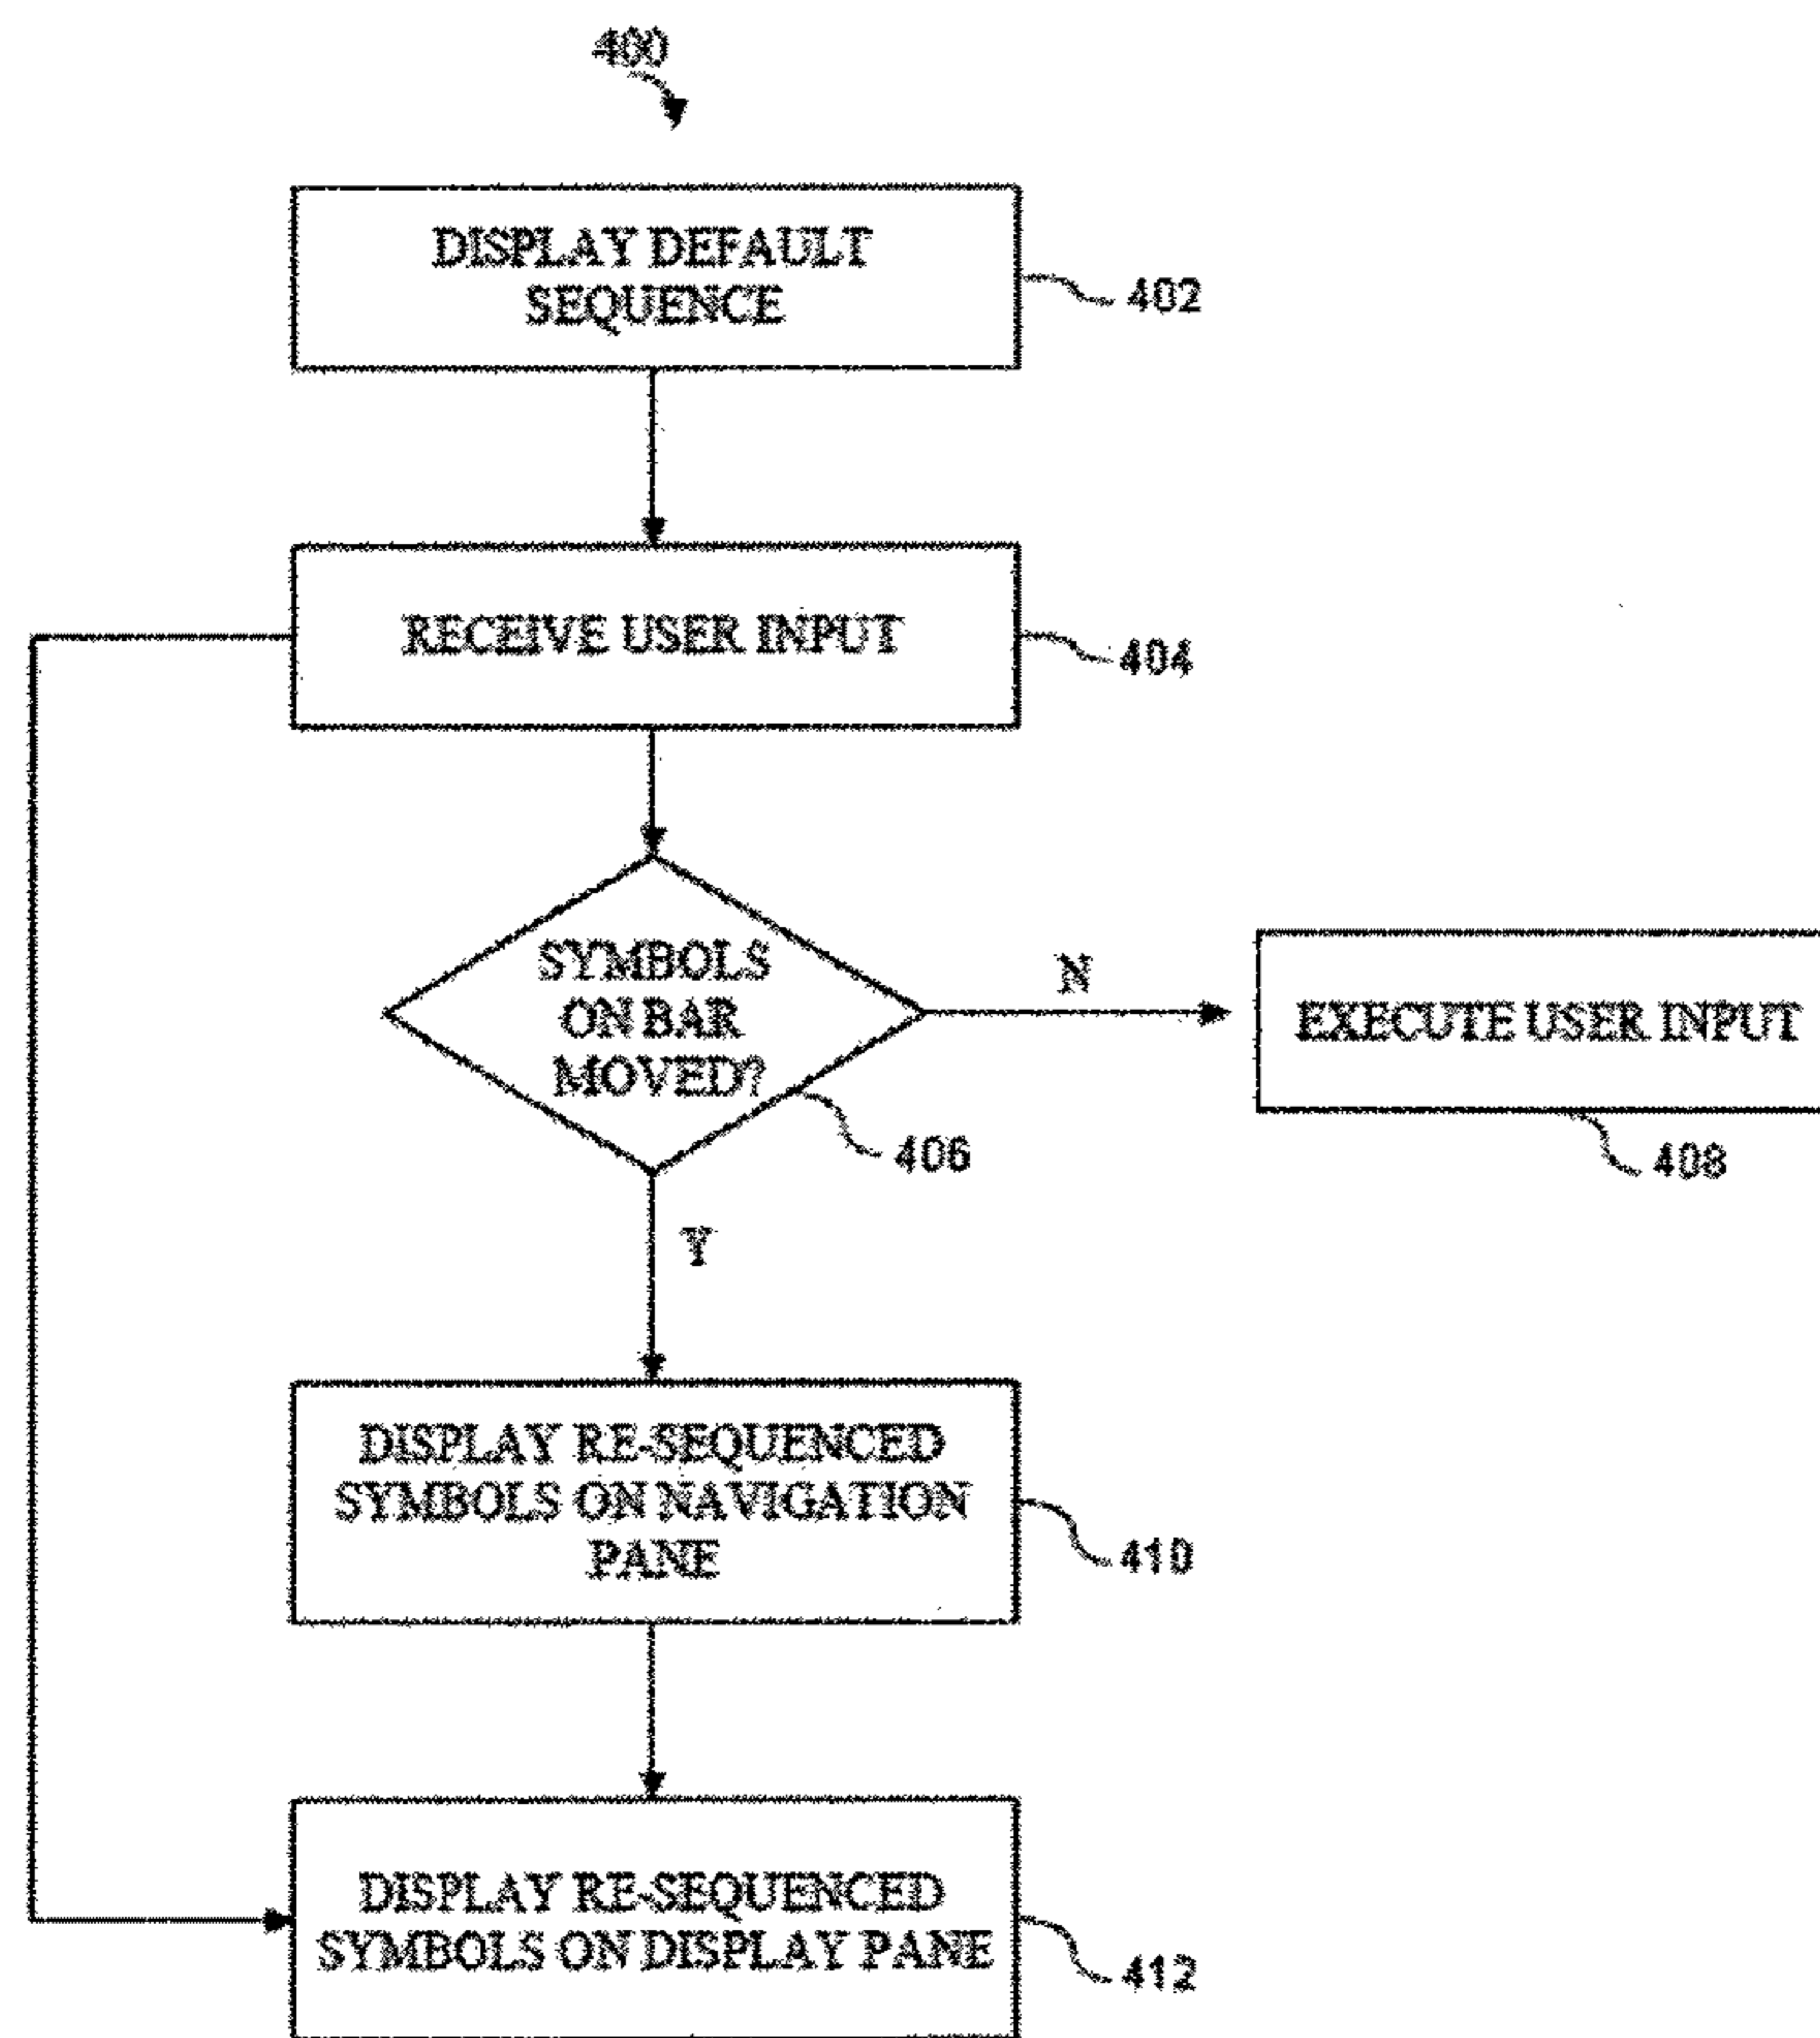 400
DISPLAY DEFAULT
SEQUENCE
402
RECEIVE USER INPUT
404
SYMBOLS
ON BAR
MOVED?
406
N
EXECUTE USER INPUT
408
Y
DISPLAY RE-SEQUENCED
SYMBOLS ON NAVIGATION
PANE
410
DISPLAY RE-SEQUENCED
SYMBOLS ON DISPLAY PANE
412